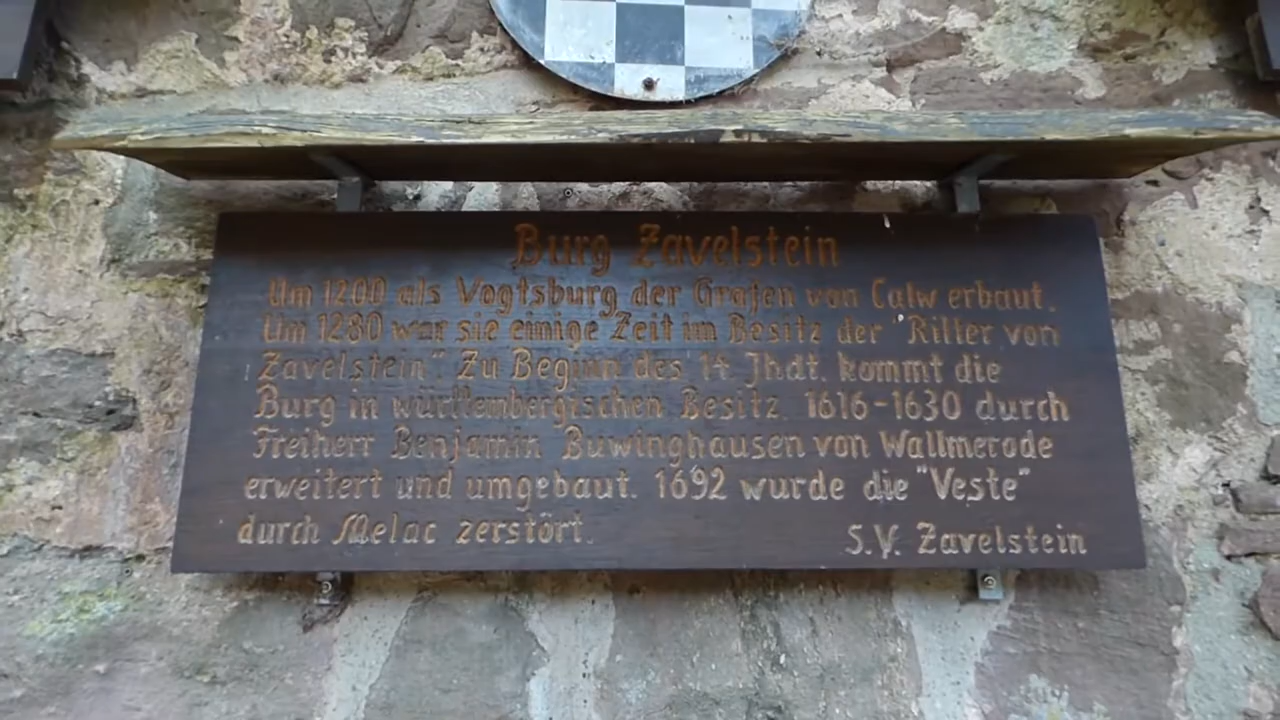 Burg Zavelstein
Um 1200 als Vogtsburg der Grafen von Calw erbaut.
Um 1280 war sie einige Zeit im Besitz der "Ritter von
Zavelstein" Zu Beginn des 14. Jhdt. kommt die
Burg in württembergischen Besitz. 1616-1630 durch
Freiherr Benjamin Buwinghausen von Wallmerode
erweitert und umgebaut. 1692 wurde die "Veste"
durch Melac zerstört.
S.V. Zavelstein